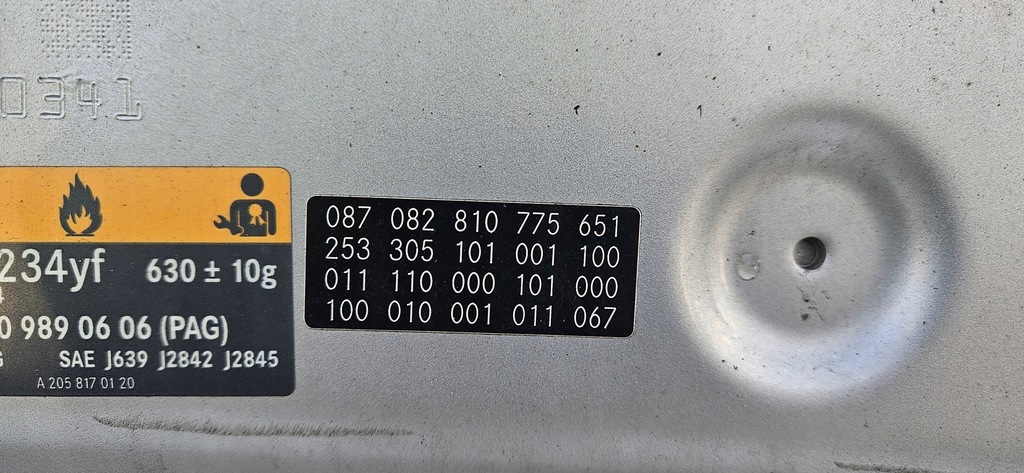 0341
234yf 630 ± 10g
0 989 06 06 (PAG)
SAE J639 J2842 J2845
A 205 817 01 20
087 082 810 775 651
253 305 101 001 100
011 110 000 101 000
100 010 001 011 067